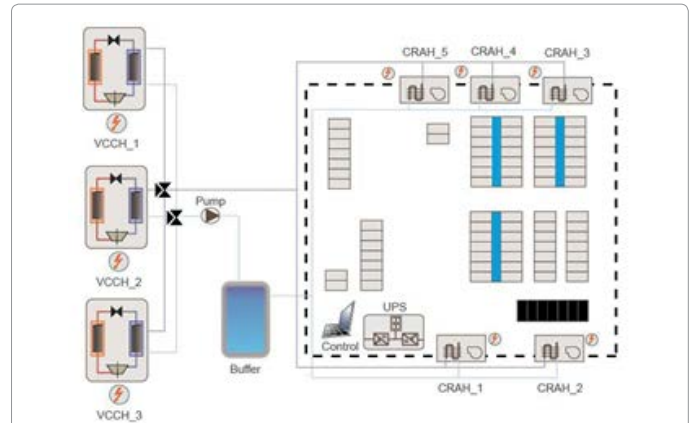 CRAH_5
CRAH_4
CRAH_3
VCCH_1
Pump
VCCH_2
UPS
Control
Buffer
CRAH_1
CRAH_2
VCCH_3